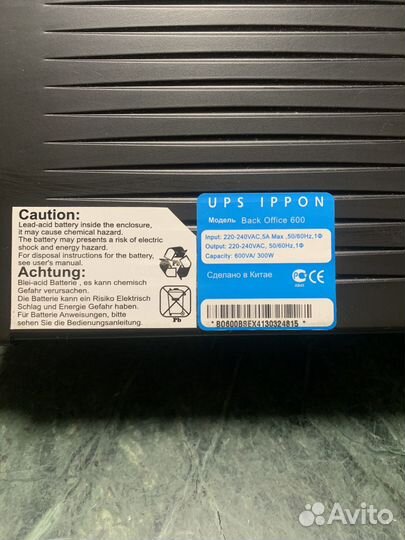 Caution:
Lead-acid battery inside the enclosure,
it may cause chemical hazard.
The battery may presents a risk of electric
shock and energy hazard.
For disposal instructions for the battery,
see user's manual.
Achtung:
Blei-acid Batterie , es kann chemisch
Gefahr verursachen.
Die Batterie kann ein Risiko Elektrisch
Schlag und Energie Gefahr haben.
Für Batterie Anweisungen, bitte
sehen Sie die Bedienungsanleitung.
Pb
Pb
UPS IPPON
Модель Back Office 600
Input: 220-240VAC,5A Max ,50/60Hz,1Φ
Output: 220-240VAC, 50/60Hz,1Φ
Capacity: 600VA/ 300W
Сделано в Китае
* BO600BSEX4130324815 *
Avito